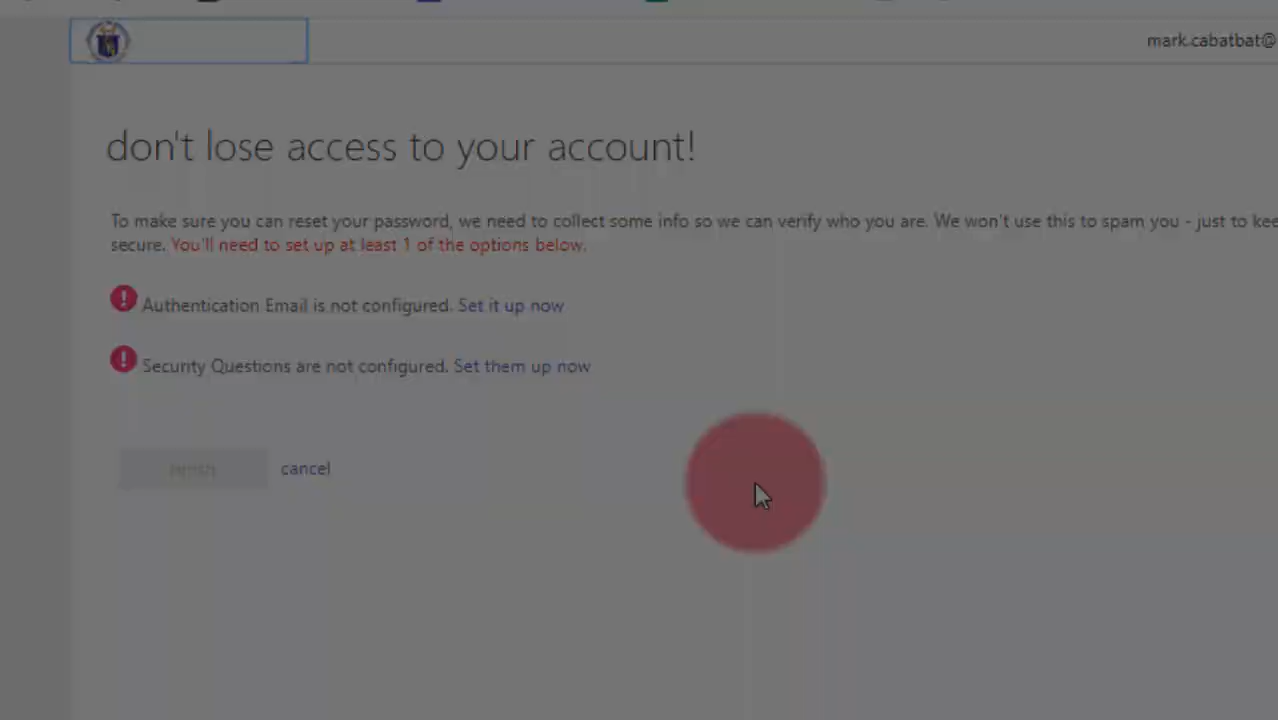 mark.cabatbat@
don't lose access to your account!
To make sure you can reset your password, we need to collect some info so we can verify who you are. We won't use this to spam you - just to kee
secure. You'll need to set up at least 1 of the options below.
Authentication Email is not configured. Set it up now
Security Questions are not configured. Set them up now
finish cancel